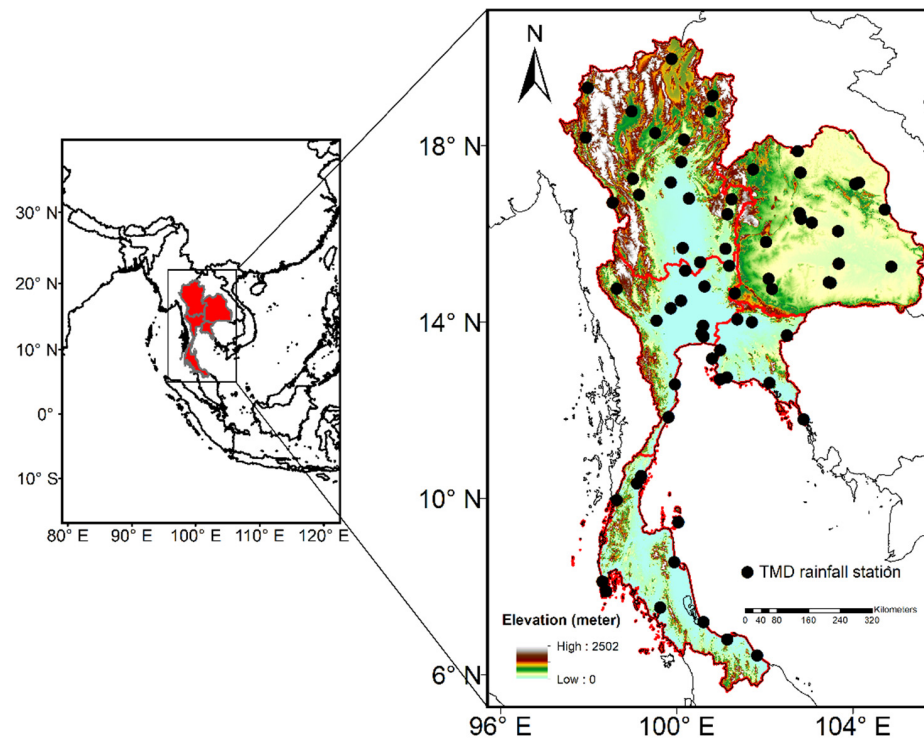 30° N
20° N
10° N
0°
10° S
80° E
90° E
100° E
110° E
120° E
N
18° N
14° N
10° N
6° N
96° E
100° E
104° E
TMD rainfall station
Kilometers
0 40 80 160 240 320
Elevation (meter)
High : 2502
Low : 0